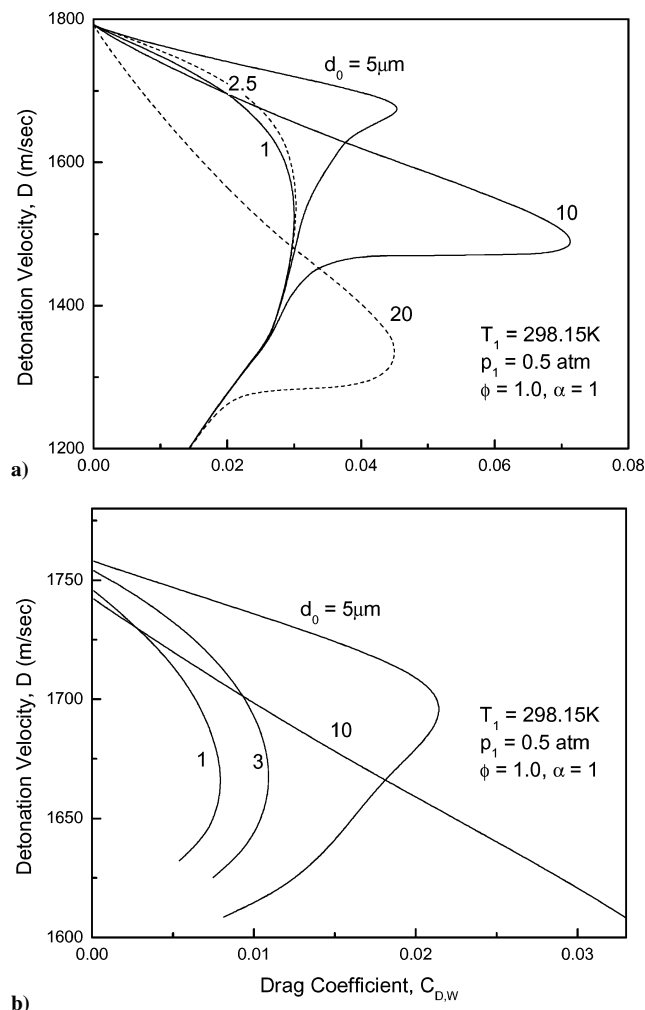 1800
1600
1400
1200
Detonation Velocity, D (m/sec)
d₀ = 5μm
2.5
1
10
20
T₁ = 298.15K
p₁ = 0.5 atm
ϕ = 1.0, α = 1
0.00 0.02 0.04 0.06 0.08
a)
1750
1700
1650
1600
Detonation Velocity, D (m/sec)
d₀ = 5μm
1
3
10
T₁ = 298.15K
p₁ = 0.5 atm
ϕ = 1.0, α = 1
0.00 0.01 0.02 0.03
Drag Coefficient, C_D,W
b)